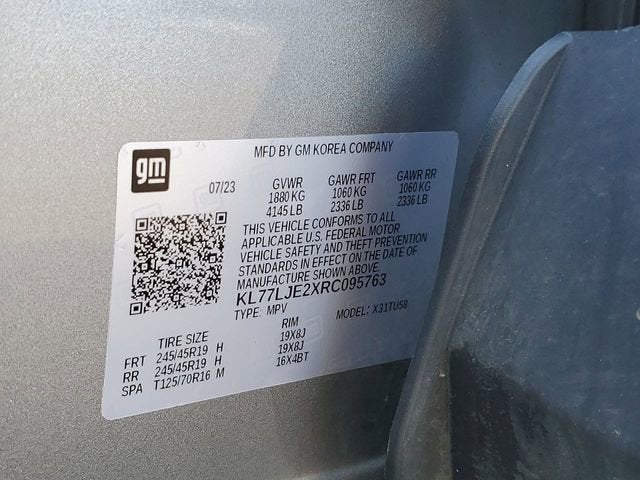 gm
MFD BY GM KOREA COMPANY
07/23
GVWR GAWR FRT GAWR RR
1880 KG 1060 KG 1060 KG
4145 LB 2336 LB 2336 LB
THIS VEHICLE CONFORMS TO ALL
APPLICABLE U.S. FEDERAL MOTOR
VEHICLE SAFETY AND THEFT PREVENTION
STANDARDS IN EFFECT ON THE DATE OF
MANUFACTURE SHOWN ABOVE.
KL77LJE2XRC095763
TYPE: MPV MODEL: X31TU58
TIRE SIZE RIM
FRT 245/45R19 H 19X8J
RR 245/45R19 H 19X8J
SPA T125/70R16 M 16X4BT